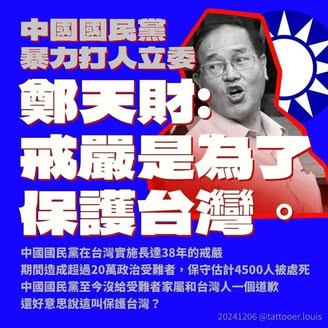 中國國民黨
暴力打人立委
鄭天財:
戒嚴是為了
保護台灣。
中國國民黨在台灣實施長達38年的戒嚴
期間造成超過20萬政治受難者，保守估計4500人被處死
中國國民黨至今沒給受難者家屬和台灣人一個道歉
還好意思說這叫保護台灣？
20241206 @tattooer.louis